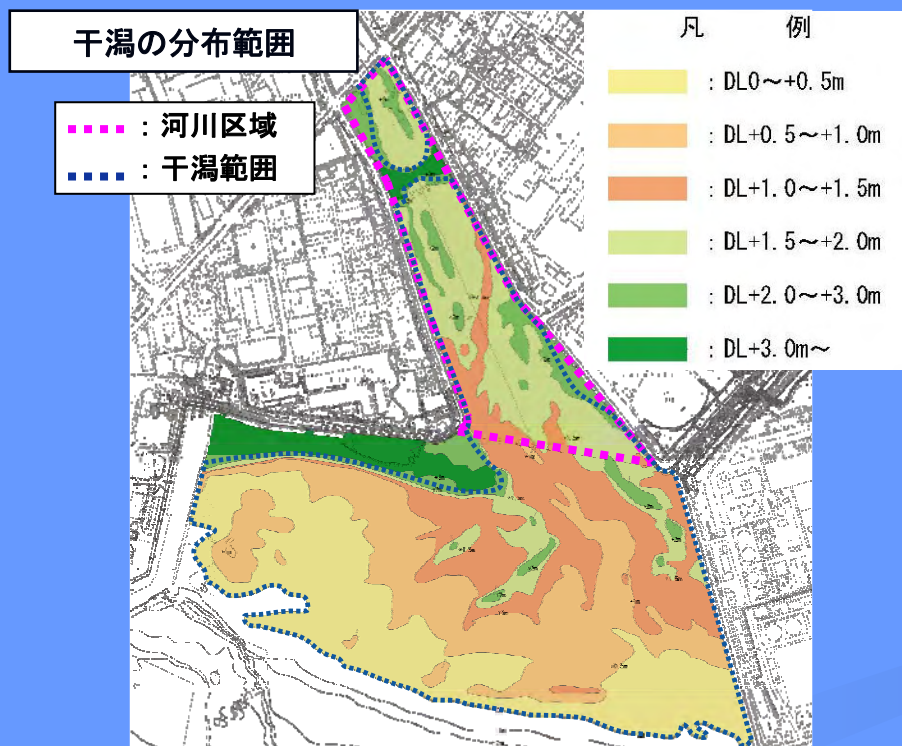 干潟の分布範囲
：河川区域
：干潟範囲
凡 例
：DL0～+0.5m
：DL+0.5～+1.0m
：DL+1.0～+1.5m
：DL+1.5～+2.0m
：DL+2.0～+3.0m
：DL+3.0m～